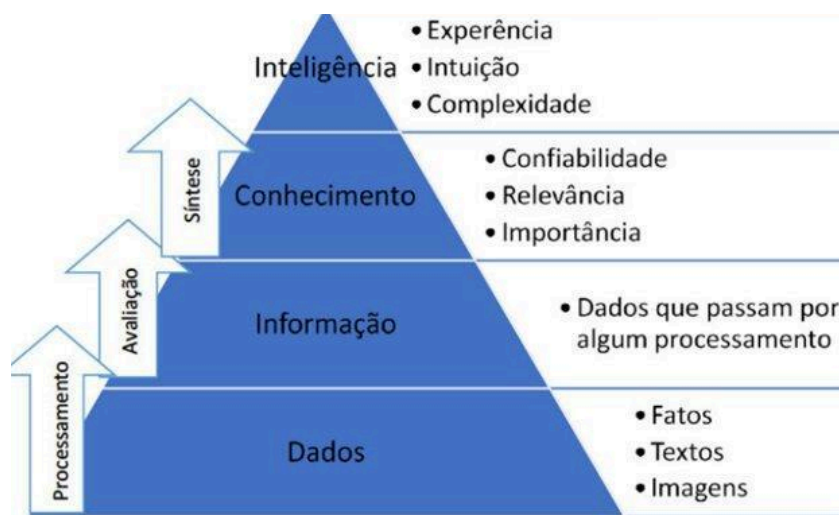 Inteligência
• Experência
• Intuição
• Complexidade
Síntese
Conhecimento
• Confiabilidade
• Relevância
• Importância
Avaliação
Informação
• Dados que passam por
algum processamento
Processamento
Dados
• Fatos
• Textos
• Imagens